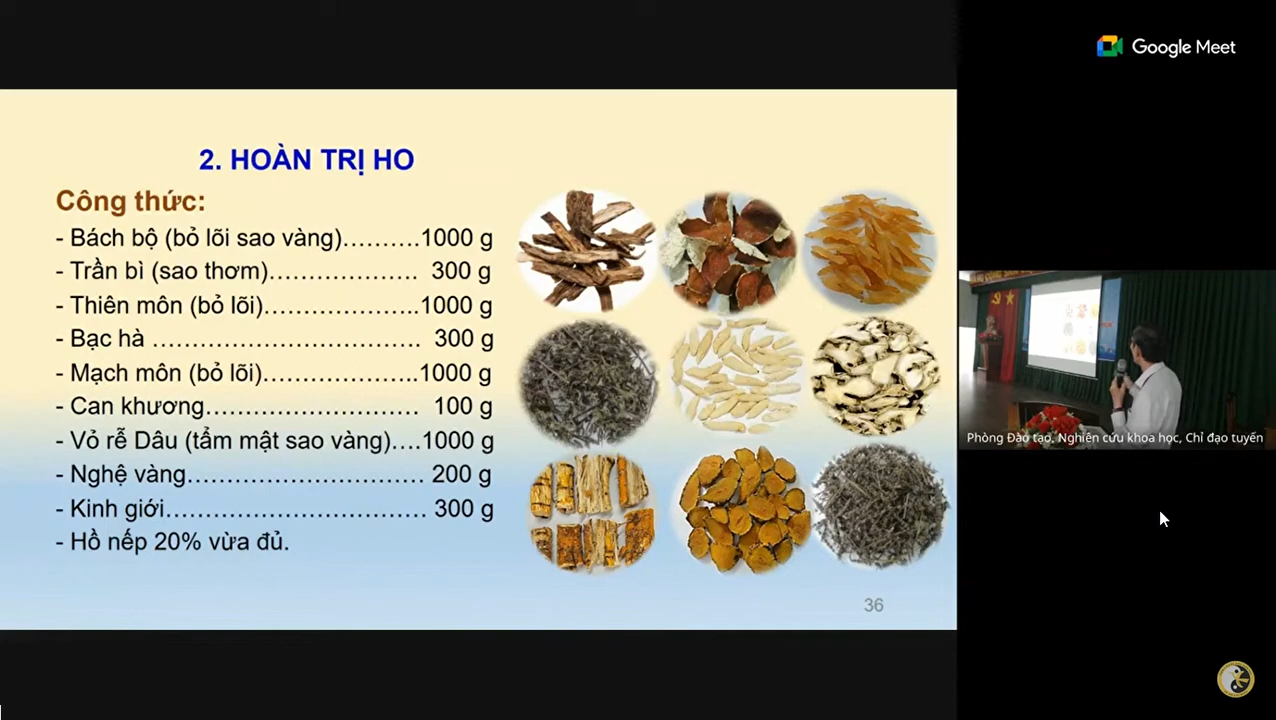 Google Meet
2. HOÀN TRỊ HO
Công thức:
- Bách bộ (bỏ lõi sao vàng)……….1000 g
- Trần bì (sao thơm)……………… 300 g
- Thiên môn (bỏ lõi)………………..1000 g
- Bạc hà ……………………………. 300 g
- Mạch môn (bỏ lõi)………………..1000 g
- Can khương……………………… 100 g
- Vỏ rễ Dâu (tẩm mật sao vàng)….1000 g
- Nghệ vàng………………………… 200 g
- Kinh giới…………………………… 300 g
- Hồ nếp 20% vừa đủ.
36
Phòng Đào tạo, Nghiên cứu khoa học, Chỉ đạo tuyến